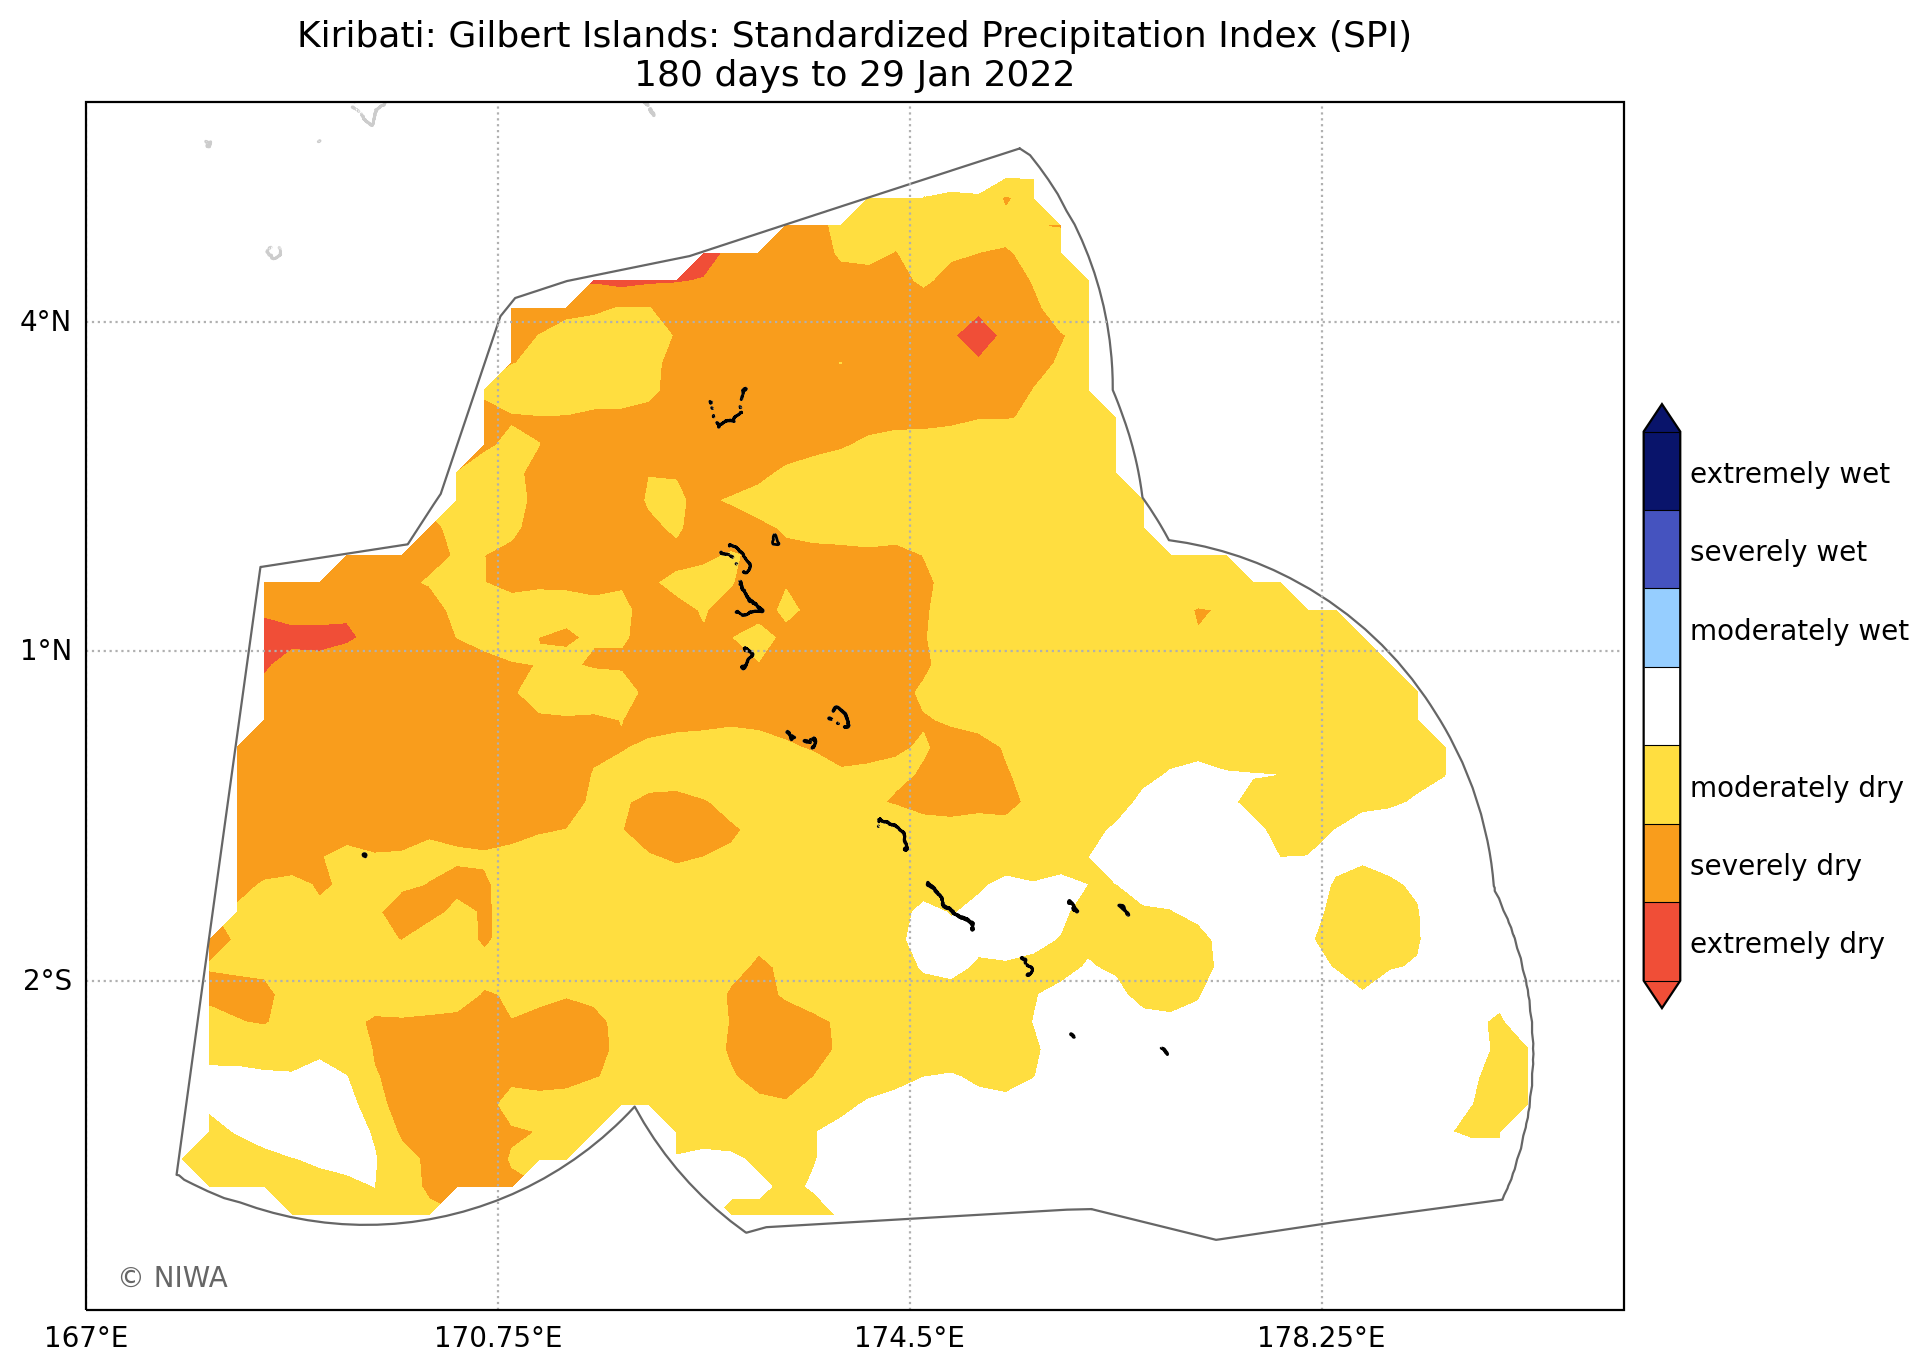 Kiribati: Gilbert Islands: Standardized Precipitation Index (SPI)
180 days to 29 Jan 2022
4°N
1°N
2°S
167°E
170.75°E
174.5°E
178.25°E
extremely wet
severely wet
moderately wet
moderately dry
severely dry
extremely dry
© NIWA